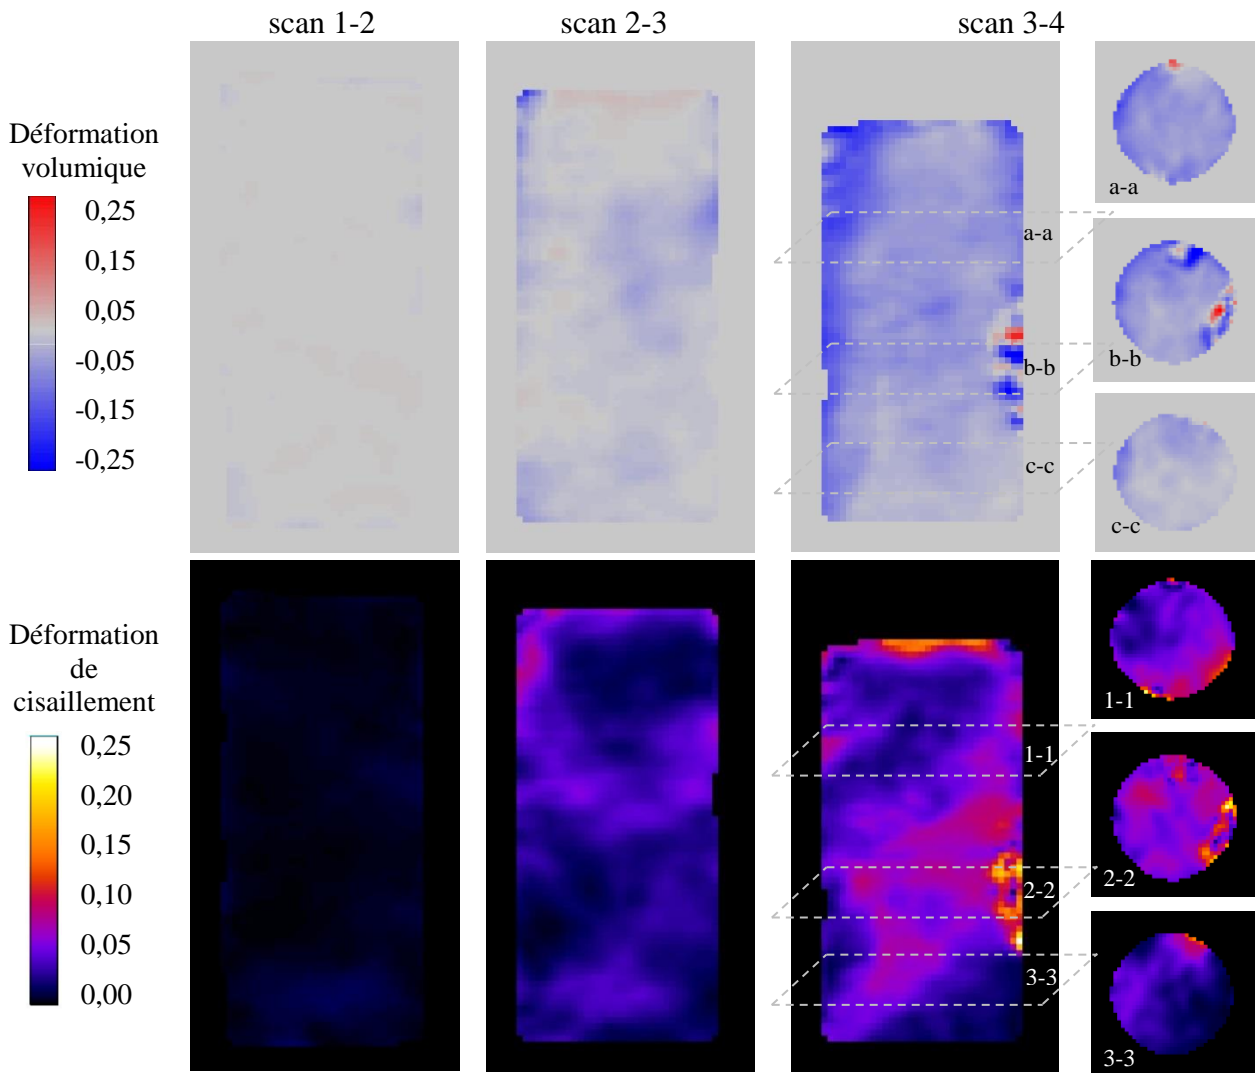 scan 1-2
scan 2-3
scan 3-4
Déformation
volumique
0,25
0,15
0,05
-0,05
-0,15
-0,25
a-a
b-b
c-c
a-a
b-b
c-c
Déformation
de
cisaillement
0,25
0,20
0,15
0,10
0,05
0,00
1-1
2-2
3-3
1-1
2-2
3-3